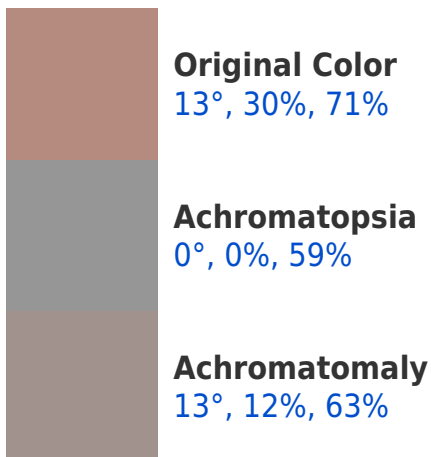 Original Color
13°, 30%, 71%
Achromatopsia
0°, 0%, 59%
Achromatomaly
13°, 12%, 63%